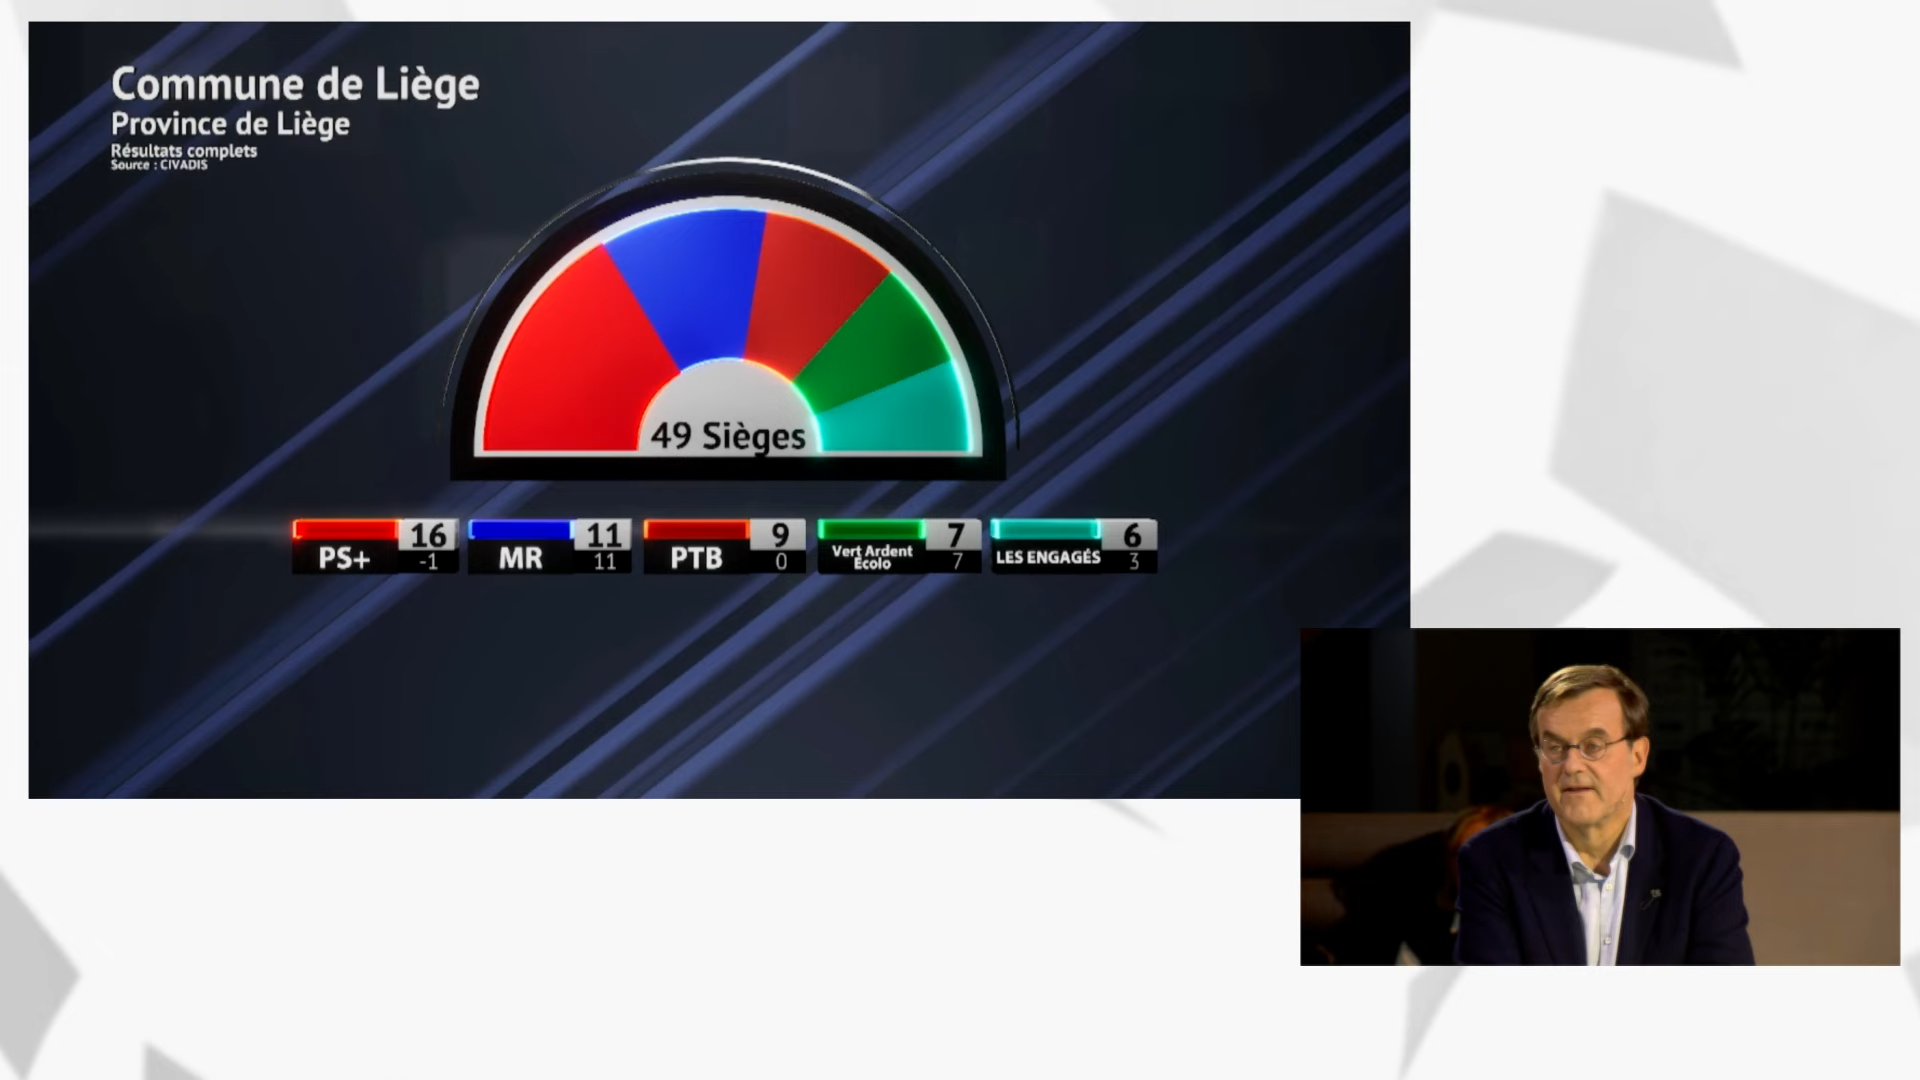 Commune de Liège
Province de Liège
Résultats complets
Source : CIVADIS
49 Sièges
PS+ 16 -1
MR 11 11
PTB 9 0
Vert Ardent Ecolo 7 7
LES ENGAGÉS 6 3